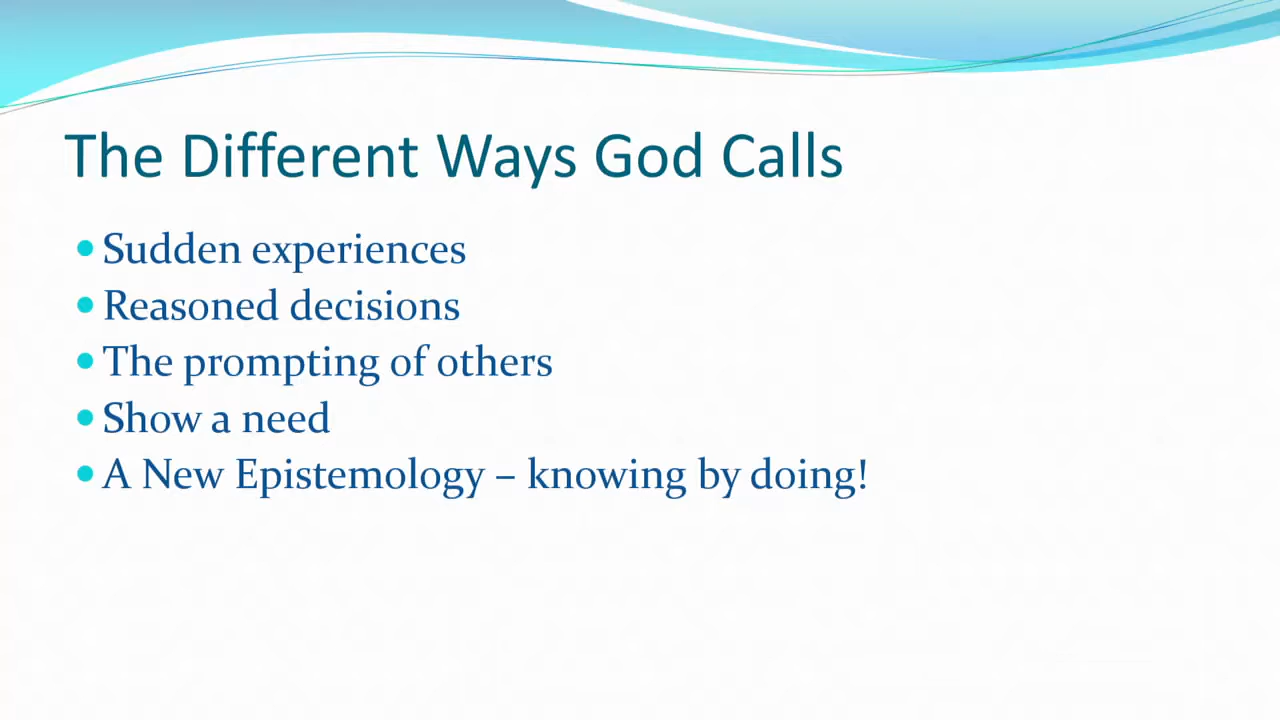 The Different Ways God Calls
• Sudden experiences
• Reasoned decisions
• The prompting of others
• Show a need
• A New Epistemology – knowing by doing!